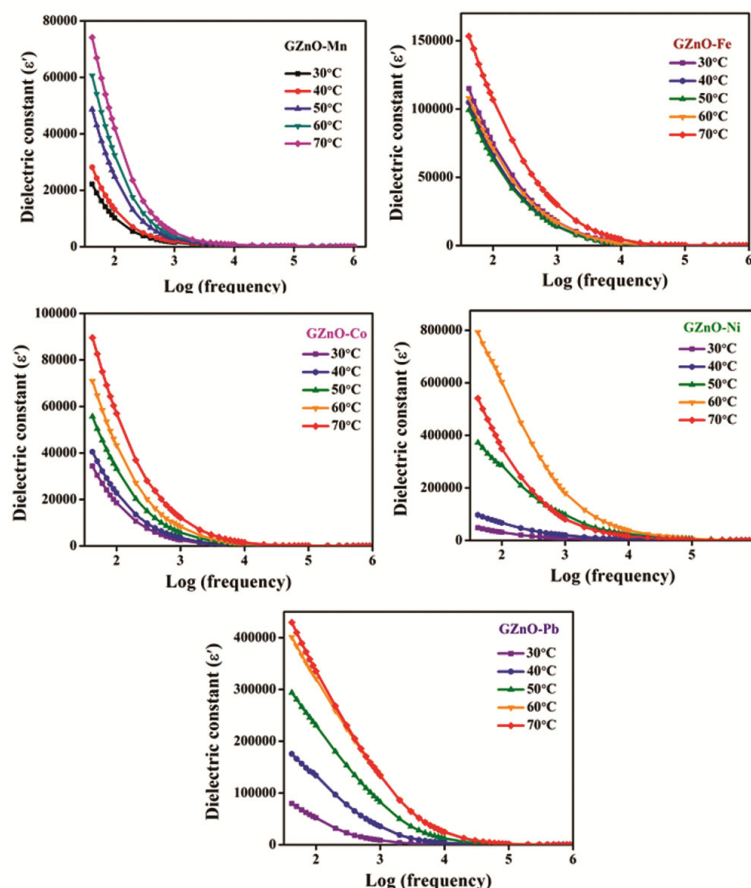 GZnO-Mn
30°C
40°C
50°C
60°C
70°C
Dielectric constant (ε′)
80000
60000
40000
20000
0
2 3 4 5 6
Log (frequency)
GZnO-Fe
30°C
40°C
50°C
60°C
70°C
Dielectric constant (ε′)
150000
100000
50000
0
2 3 4 5 6
Log (frequency)
GZnO-Co
30°C
40°C
50°C
60°C
70°C
Dielectric constant (ε′)
100000
80000
60000
40000
20000
0
2 3 4 5 6
Log (frequency)
GZnO-Ni
30°C
40°C
50°C
60°C
70°C
Dielectric constant (ε′)
800000
600000
400000
200000
0
2 3 4 5
Log (frequency)
GZnO-Pb
30°C
40°C
50°C
60°C
70°C
Dielectric constant (ε′)
400000
300000
200000
100000
0
2 3 4 5 6
Log (frequency)